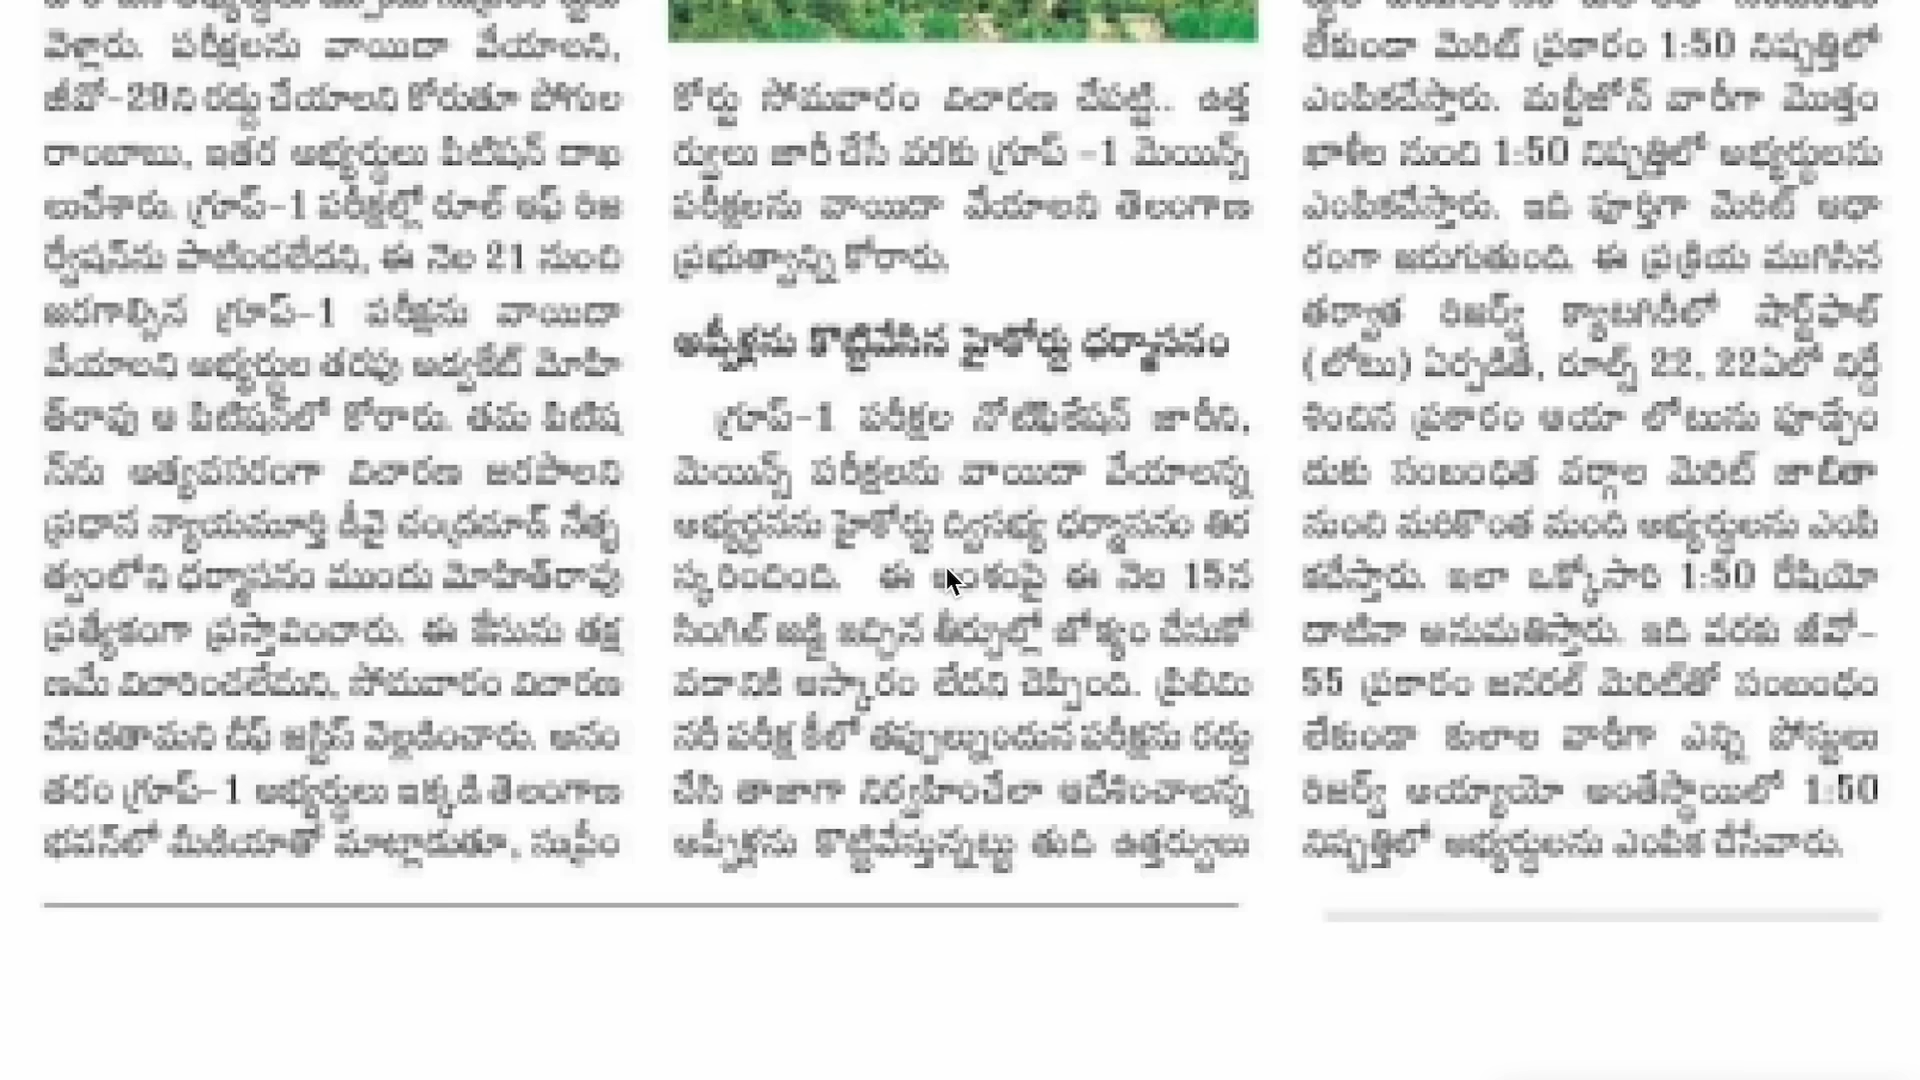 వెళ్లారు. పరీక్షలను వాయిదా వేయాలని,
జీవో-29ని రద్దు చేయాలని కోరుతూ పోగుల
రాంబాబు, ఇతర అభ్యర్థులు పిటిషన్ దాఖ
లుచేశారు. గ్రూప్-1 పరీక్షల్లో రూల్ ఆఫ్ రిజ
ర్వేషన్‌ను పాటించలేదని, ఈ నెల 21 నుంచి
జరగాల్సిన గ్రూప్-1 పరీక్షను వాయిదా
వేయాలని అభ్యర్థుల తరఫు అడ్వకేట్ మోహి
త్‌రావు ఆ పిటిషన్‌లో కోరారు. తమ పిటిష
న్‌ను అత్యవసరంగా విచారణ జరపాలని
ప్రధాన న్యాయమూర్తి డీవై చంద్రచూడ్ నేతృ
త్వంలోని ధర్మాసనం ముందు మోహిత్‌రావు
ప్రత్యేకంగా ప్రస్తావించారు. ఈ కేసును తక్ష
ణమే విచారించలేమని, సోమవారం విచారణ
చేపడతామని చీఫ్ జస్టిస్ వెల్లడించారు. అనం
తరం గ్రూప్-1 అభ్యర్థులు ఇక్కడి తెలంగాణ
భవన్‌లో మీడియాతో మాట్లాడుతూ, సుప్రీం
కోర్టు సోమవారం విచారణ చేపట్టి.. ఉత్త
ర్వులు జారీ చేసే వరకు గ్రూప్ -1 మెయిన్స్
పరీక్షలను వాయిదా వేయాలని తెలంగాణ
ప్రభుత్వాన్ని కోరారు.
అప్పీళ్లను కొట్టివేసిన హైకోర్టు ధర్మాసనం
గ్రూప్-1 పరీక్షల నోటిఫికేషన్ జారీని,
మెయిన్స్ పరీక్షలను వాయిదా వేయాలన్న
అభ్యర్థనను హైకోర్టు ద్విసభ్య ధర్మాసనం తిర
స్కరించింది. ఈ అంశంపై ఈ నెల 15న
సింగిల్ జడ్జి ఇచ్చిన తీర్పుల్లో జోక్యం చేసుకో
వడానికి ఆస్కారం లేదని చెప్పింది. ప్రిలిమి
నరీ పరీక్ష కీలో తప్పులున్నందున పరీక్షను రద్దు
చేసి తాజాగా నిర్వహించేలా ఆదేశించాలన్న
అప్పీళ్లను కొట్టివేస్తున్నట్టు తుది ఉత్తర్వులు
లేకుండా మెరిట్ ప్రకారం 1:50 నిష్పత్తిలో
ఎంపికచేస్తారు. మల్టీజోన్ వారీగా మొత్తం
ఖాళీల నుంచి 1:50 నిష్పత్తిలో అభ్యర్థులను
ఎంపికచేస్తారు. ఇది పూర్తిగా మెరిట్ ఆధా
రంగా జరుగుతుంది. ఈ ప్రక్రియ ముగిసిన
తర్వాత రిజర్వ్ క్యాటగిరీలో షార్ట్‌ఫాల్
(లోటు) ఏర్పడితే, రూల్స్ 22, 22ఏలో నిర్దే
శించిన ప్రకారం ఆయా లోటును పూడ్చేం
దుకు సంబంధిత వర్గాల మెరిట్ జాబితా
నుంచి మరికొంత మంది అభ్యర్థులను ఎంపి
కచేస్తారు. ఇలా ఒక్కోసారి 1:50 రేషియో
దాటినా అనుమతిస్తారు. ఇది వరకు జీవో-
55 ప్రకారం జనరల్ మెరిట్‌తో సంబంధం
లేకుండా కులాల వారీగా ఎన్ని పోస్టులు
రిజర్వ్ అయ్యాయో అంతేస్థాయిలో 1:50
నిష్పత్తిలో అభ్యర్థులను ఎంపిక చేసేవారు.